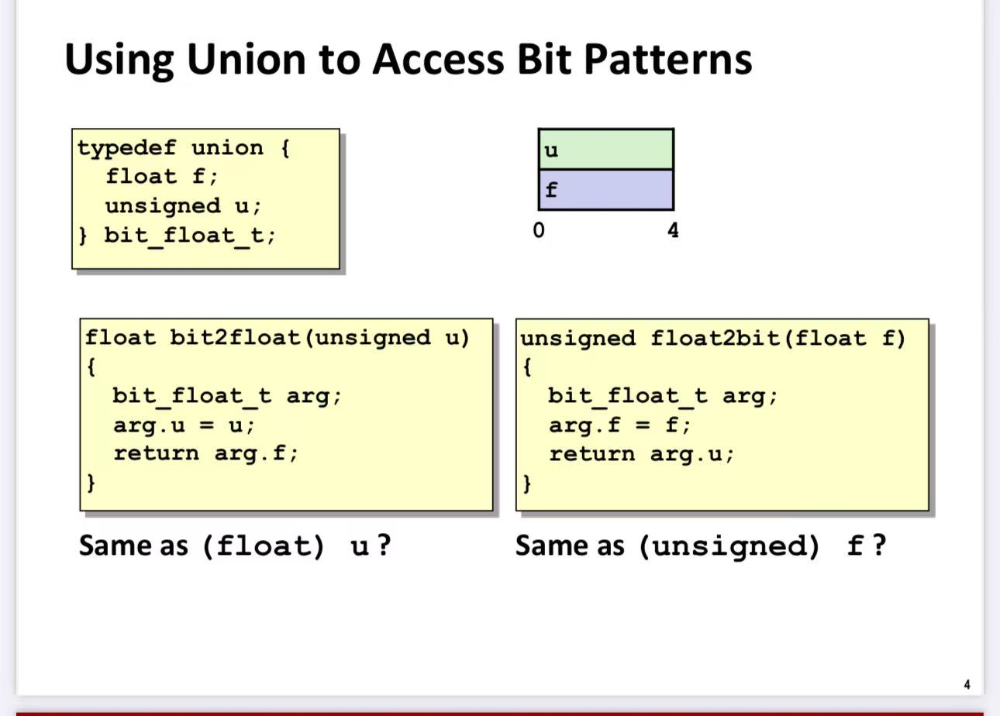 Using Union to Access Bit Patterns
typedef union {
  float f;
  unsigned u;
} bit_float_t;
u
f
0 4
float bit2float(unsigned u)
{
  bit_float_t arg;
  arg.u = u;
  return arg.f;
}
unsigned float2bit(float f)
{
  bit_float_t arg;
  arg.f = f;
  return arg.u;
}
Same as (float) u?
Same as (unsigned) f?
4